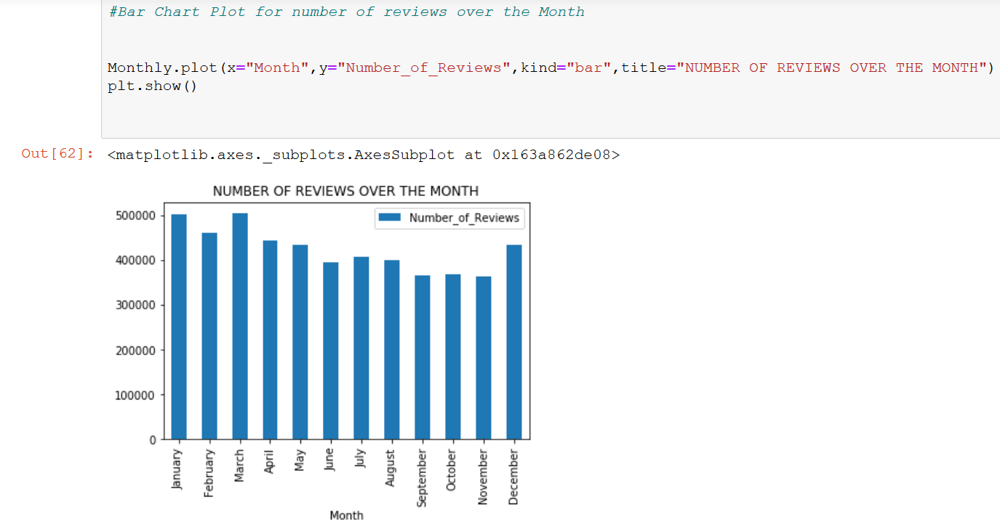 #Bar Chart Plot for number of reviews over the Month
Monthly.plot(x="Month",y="Number_of_Reviews",kind="bar",title="NUMBER OF REVIEWS OVER THE MONTH")
plt.show()
Out[62]: <matplotlib.axes._subplots.AxesSubplot at 0x163a862de08>
NUMBER OF REVIEWS OVER THE MONTH
Number_of_Reviews
500000
400000
300000
200000
100000
0
January
February
March
April
May
June
July
August
September
October
November
December
Month